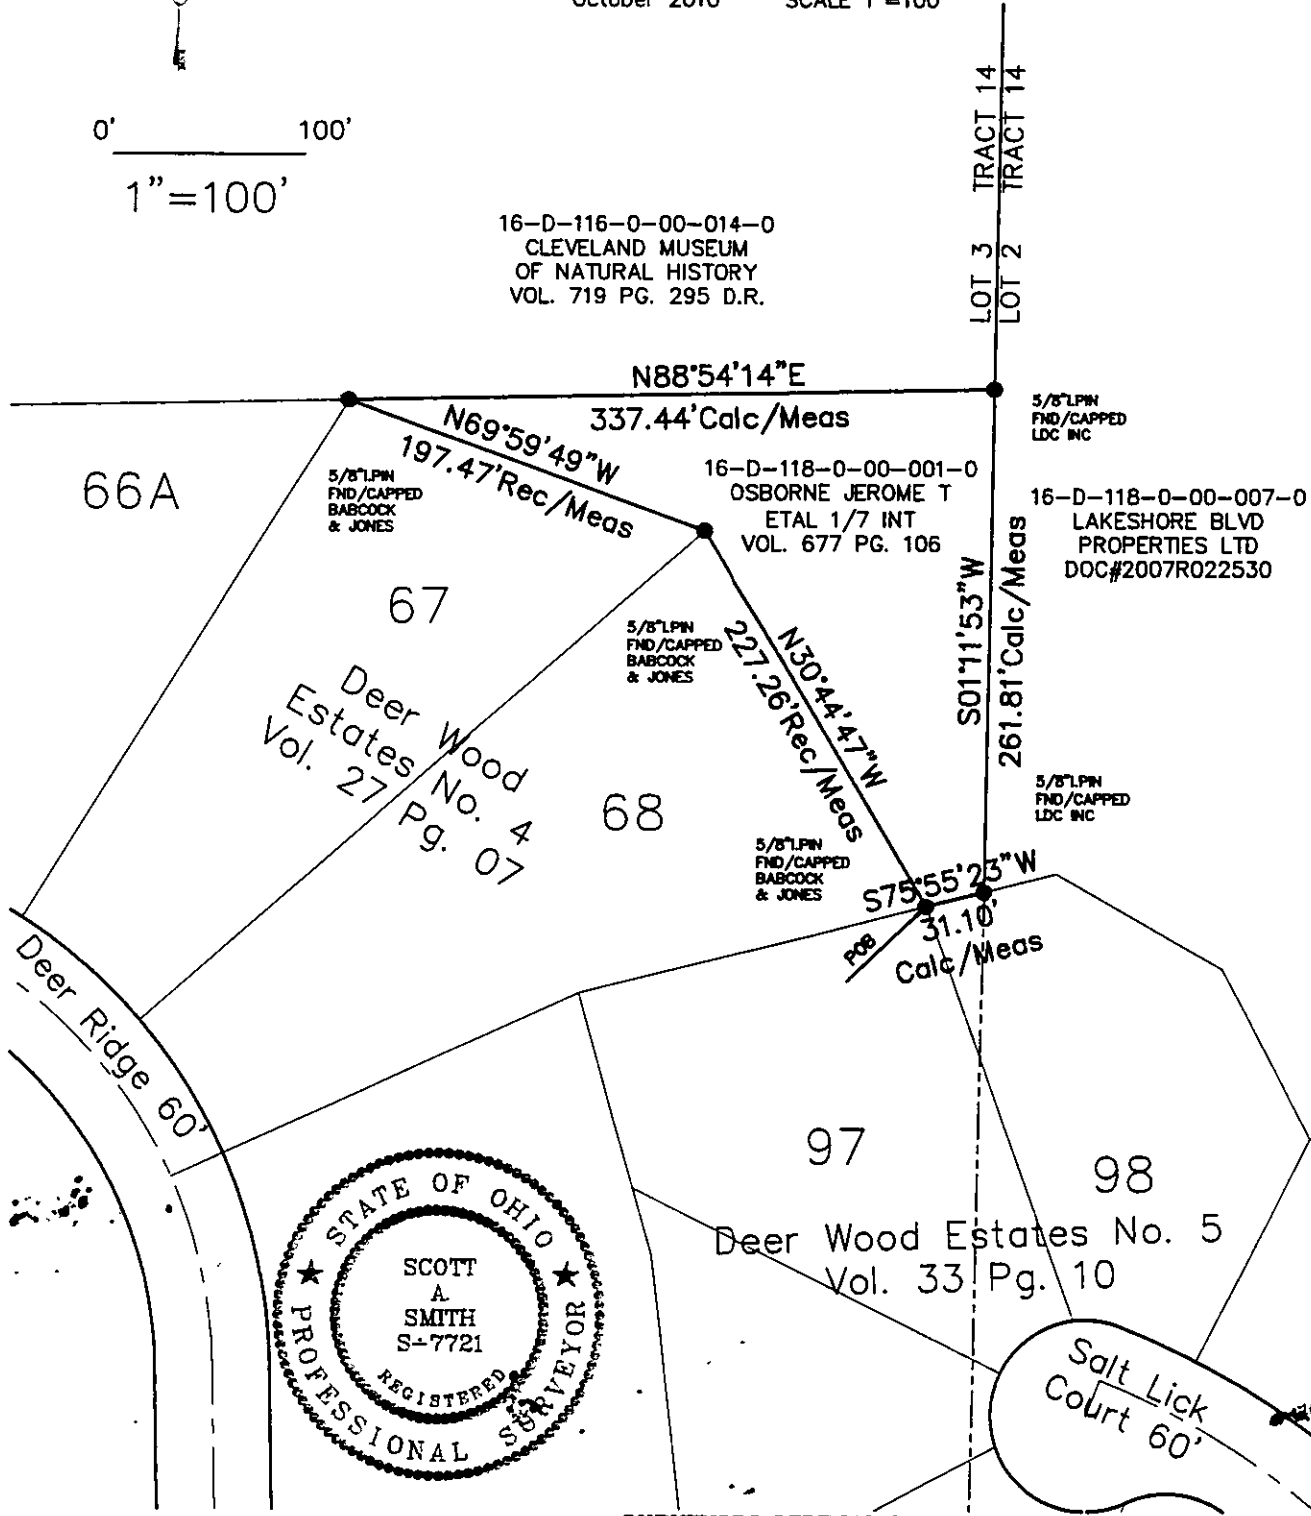 October 2010 SCALE 1"=100'
0' 100'
1"=100'
LOT 3 TRACT 14
LOT 2 TRACT 14
16-D-116-0-00-014-0
CLEVELAND MUSEUM
OF NATURAL HISTORY
VOL. 719 PG. 295 D.R.
N88°54'14"E
337.44'Calc/Meas
5/8"I.PIN
FND/CAPPED
LDC INC
N69°59'49"W
197.47'Rec/Meas
66A
5/8"I.PIN
FND/CAPPED
BABCOCK
& JONES
16-D-118-0-00-001-0
OSBORNE JEROME T
ETAL 1/7 INT
VOL. 677 PG. 106
16-D-118-0-00-007-0
LAKESHORE BLVD
PROPERTIES LTD
DOC#2007R022530
S01°11'53"W
261.81'Calc/Meas
67
5/8"I.PIN
FND/CAPPED
BABCOCK
& JONES
N30°44'47"W
227.26'Rec/Meas
Deer Wood
Estates No. 4
Vol. 27 Pg. 07
68
5/8"I.PIN
FND/CAPPED
LDC INC
5/8"I.PIN
FND/CAPPED
BABCOCK
& JONES
S75°55'23"W
31.10'
Calc/Meas
POB
Deer Ridge 60'
97
98
Deer Wood Estates No. 5
Vol. 33 Pg. 10
STATE OF OHIO
SCOTT
A.
SMITH
S-7721
REGISTERED
PROFESSIONAL SURVEYOR
Salt Lick
Court 60'